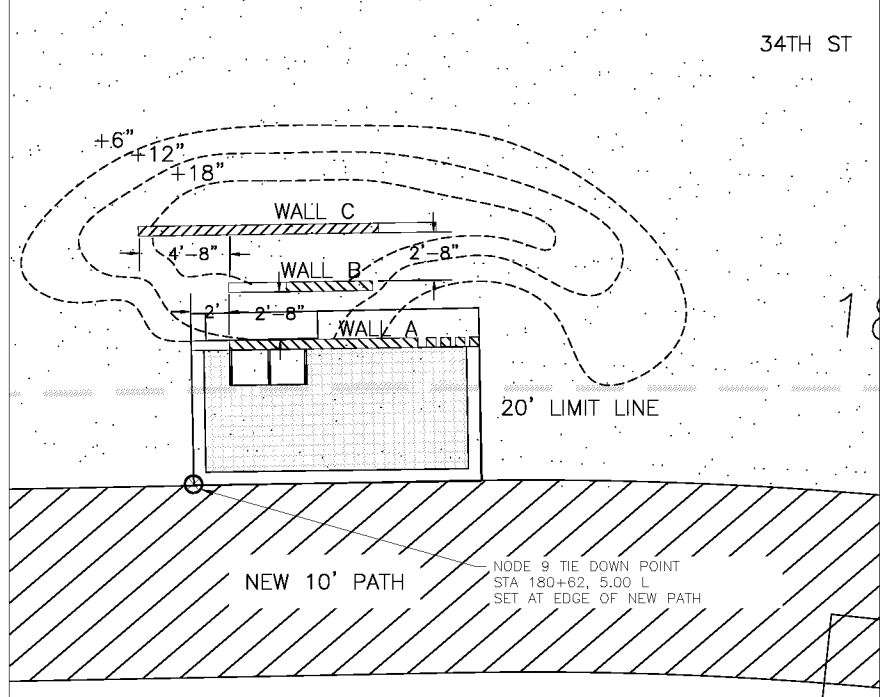 34TH ST
+6"
+12"
+18"
WALL C
4'-8"
2'-8"
WALL B
2'
2'-8"
WALL A
18
20' LIMIT LINE
NEW 10' PATH
NODE 9 TIE DOWN POINT
STA 180+62, 5.00 L
SET AT EDGE OF NEW PATH